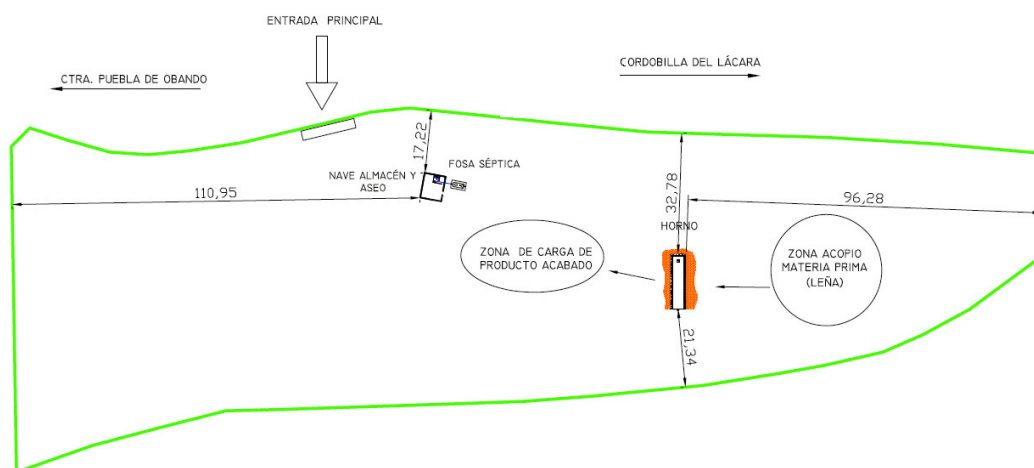 ENTRADA PRINCIPAL
CTRA. PUEBLA DE OBANDO
CORDOBILLA DEL LÁCARA
17,22
FOSA SÉPTICA
NAVE ALMACÉN Y
ASEO
110,95
32,78
96,28
HORNO
ZONA DE CARGA DE
PRODUCTO ACABADO
ZONA ACOPIO
MATERIA PRIMA
(LEÑA)
21,34